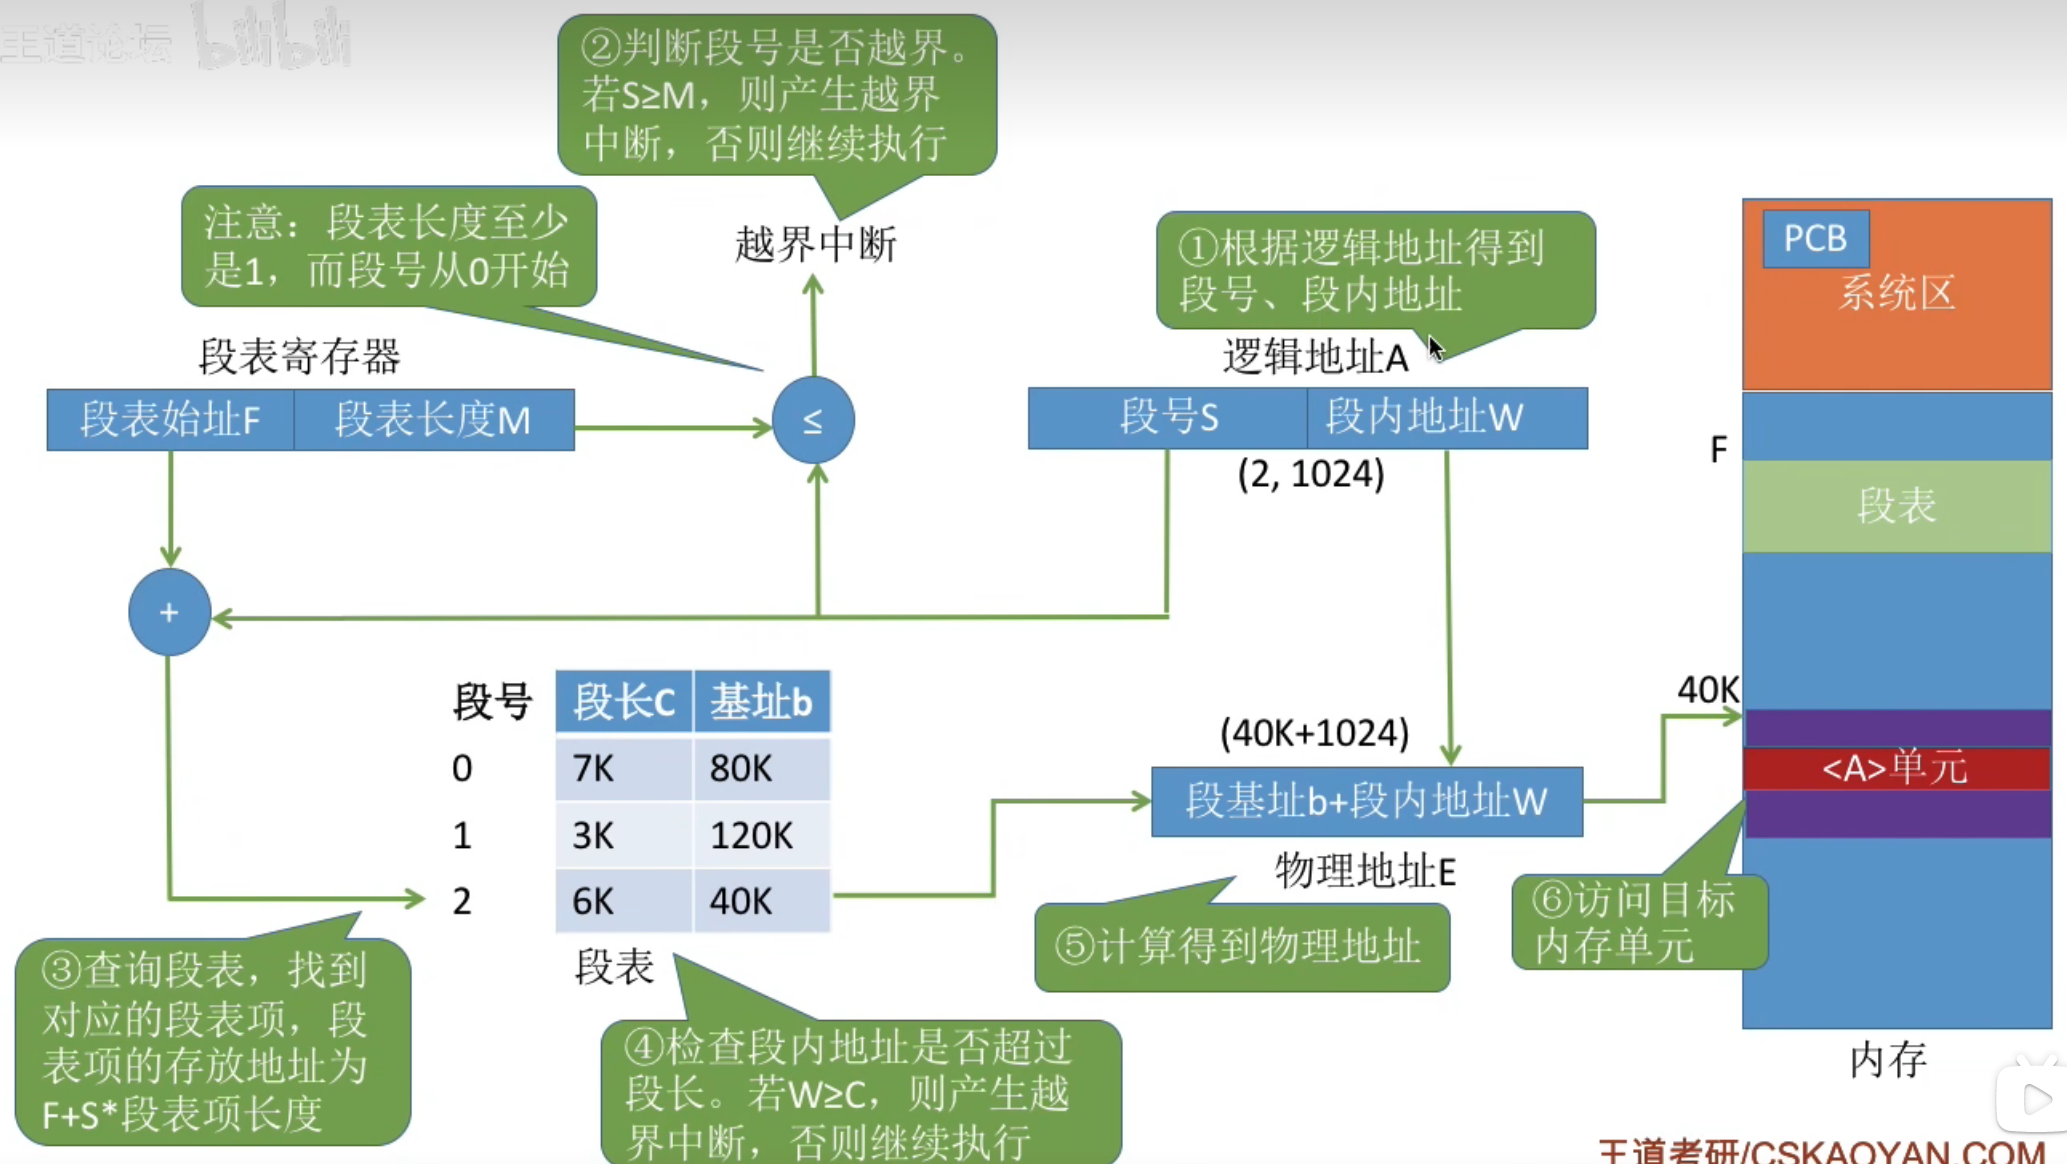 王道论坛 bilibili
②判断段号是否越界。
若S≥M，则产生越界
中断，否则继续执行
注意：段表长度至少
是1，而段号从0开始
越界中断
①根据逻辑地址得到
段号、段内地址
PCB
系统区
段表寄存器
逻辑地址A
段表始址F 段表长度M
≤
段号S 段内地址W
(2, 1024)
F
段表
+
段号 段长C 基址b
0 7K 80K
1 3K 120K
2 6K 40K
段表
(40K+1024)
段基址b+段内地址W
物理地址E
40K
<A>单元
③查询段表，找到
对应的段表项，段
表项的存放地址为
F+S*段表项长度
④检查段内地址是否超过
段长。若W≥C，则产生越
界中断，否则继续执行
⑤计算得到物理地址
⑥访问目标
内存单元
内存
王道考研/CSKAOYAN.COM